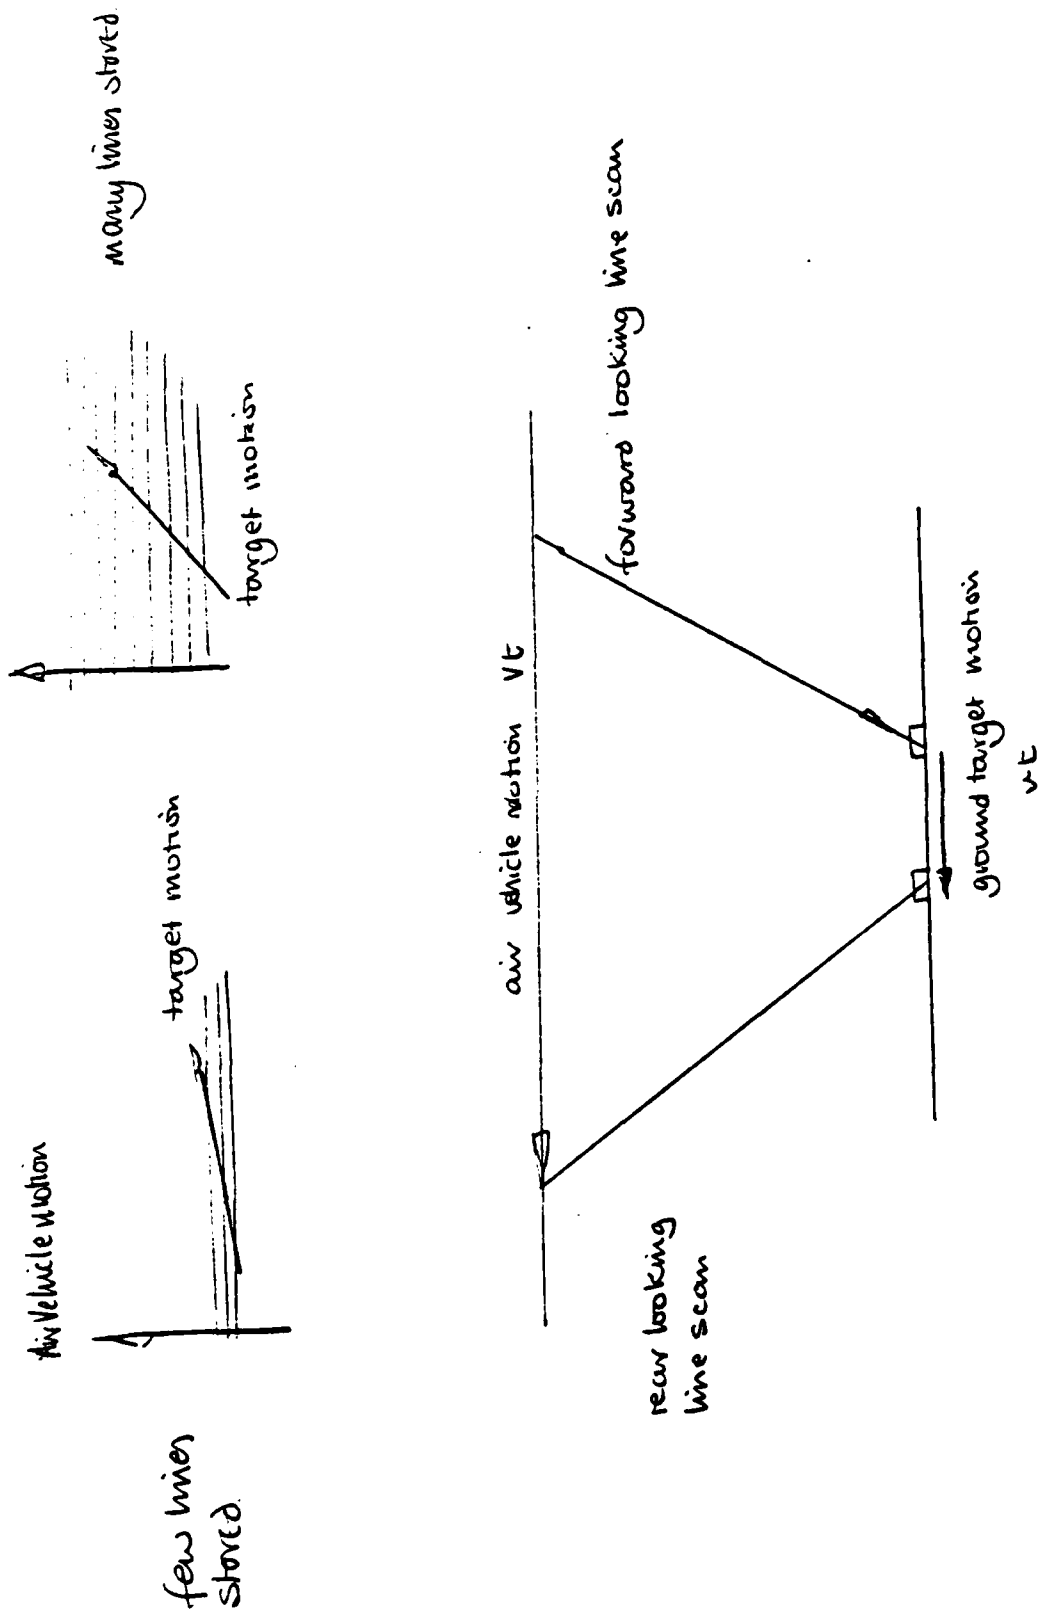 Air Vehicle motion
few lines
stored.
target motion
many lines stored.
target motion
air vehicle motion Vt
rear looking
line scan
forward looking line scan
ground target motion
vt